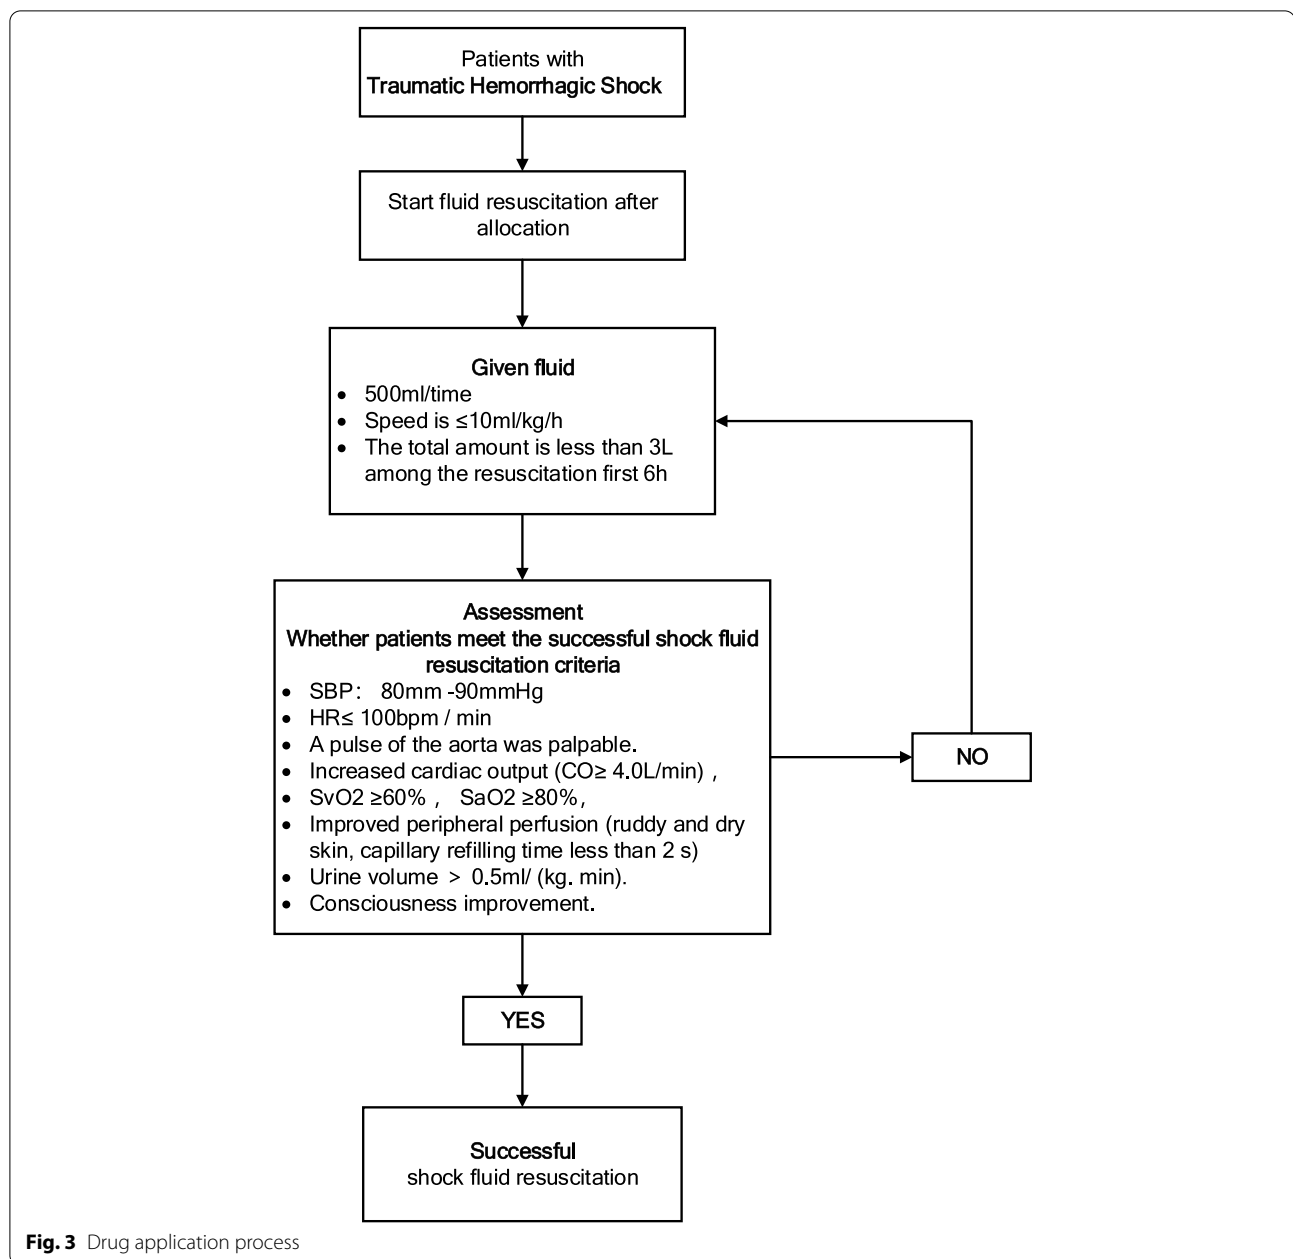 Patients with
Traumatic Hemorrhagic Shock
Start fluid resuscitation after
allocation
Given fluid
• 500ml/time
• Speed is ≤10ml/kg/h
• The total amount is less than 3L
among the resuscitation first 6h
Assessment
Whether patients meet the successful shock fluid
resuscitation criteria
• SBP： 80mm -90mmHg
• HR≤ 100bpm / min
• A pulse of the aorta was palpable.
• Increased cardiac output (CO≥ 4.0L/min)，
• SvO2 ≥60%， SaO2 ≥80%,
• Improved peripheral perfusion (ruddy and dry
skin, capillary refilling time less than 2 s)
• Urine volume ＞ 0.5ml/ (kg. min).
• Consciousness improvement.
NO
YES
Successful
shock fluid resuscitation
Fig. 3 Drug application process